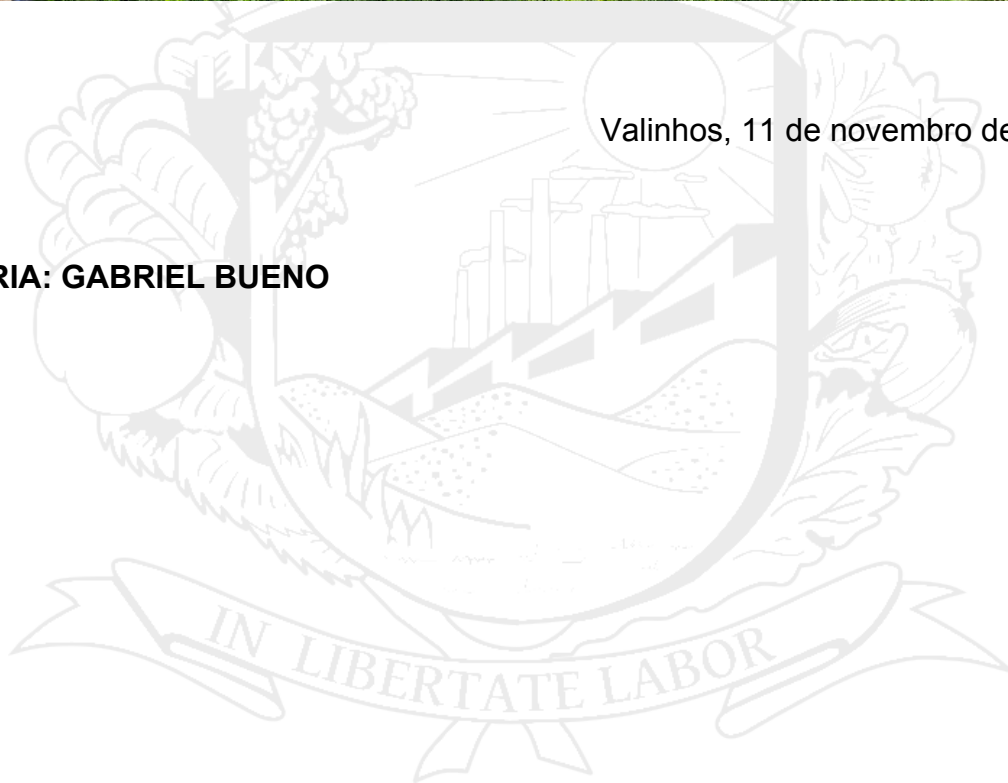 Valinhos, 11 de novembro de
RIA: GABRIEL BUENO
IN LIBERTATE LABOR